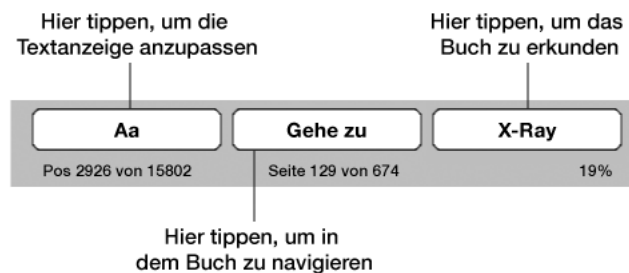 Hier tippen, um die
Textanzeige anzupassen
Hier tippen, um das
Buch zu erkunden
Aa
Gehe zu
X-Ray
Pos 2926 von 15802
Seite 129 von 674
19%
Hier tippen, um in
dem Buch zu navigieren